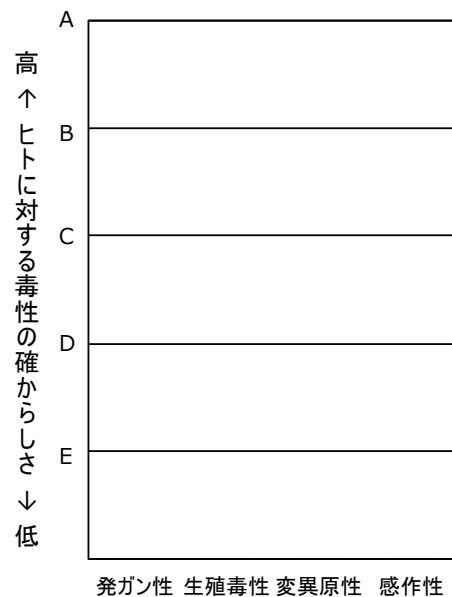 A
B
C
D
E
高 ↑ ヒトに対する毒性の確からしさ ↓ 低
発ガン性 生殖毒性 変異原性 感作性